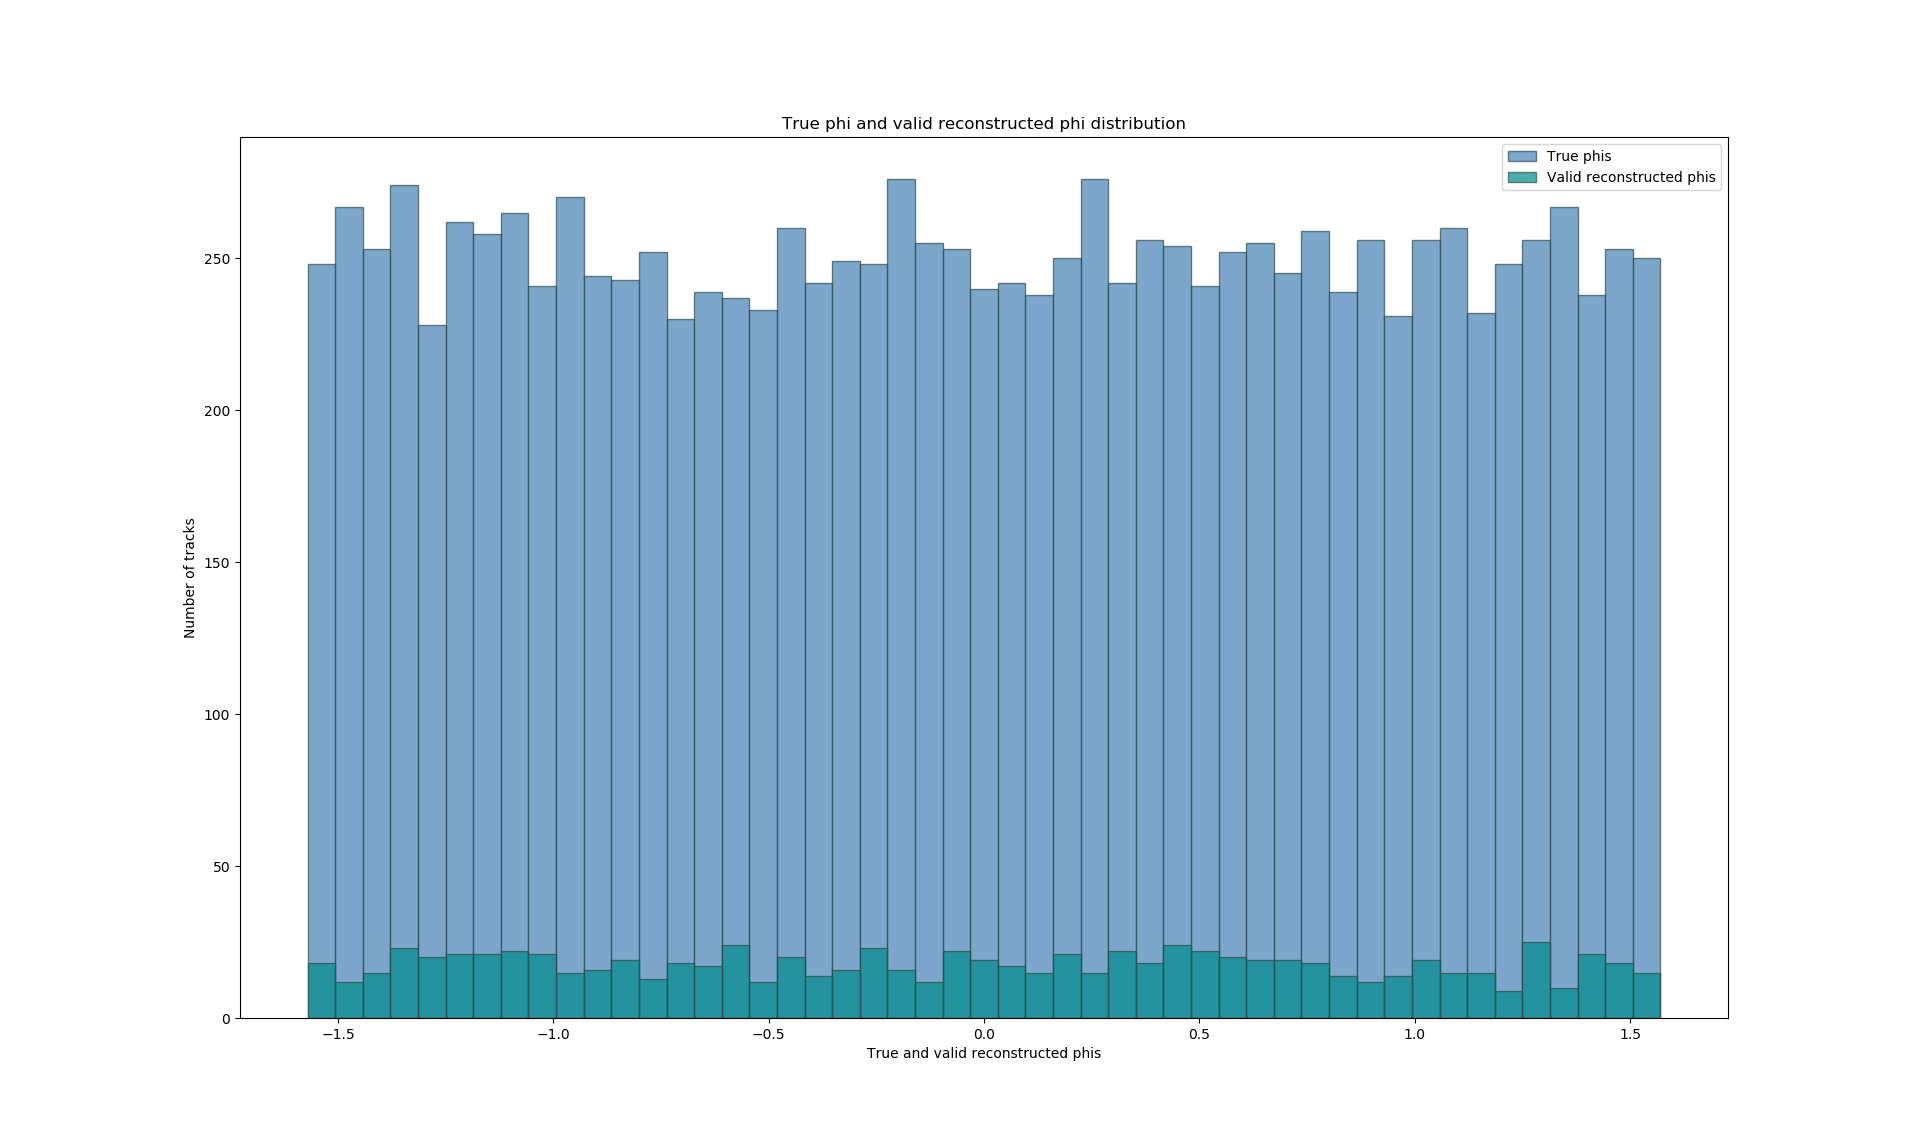 True phi and valid reconstructed phi distribution
True phis
Valid reconstructed phis
Number of tracks
250
200
150
100
50
0
−1.5 −1.0 −0.5 0.0 0.5 1.0 1.5
True and valid reconstructed phis